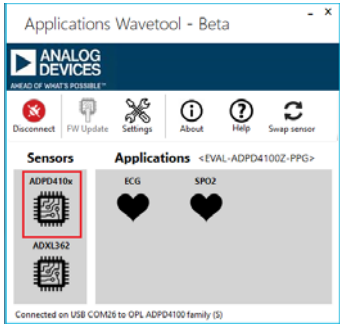 Applications Wavetool - Beta
ANALOG
DEVICES
AHEAD OF WHAT'S POSSIBLE™
Disconnect FW Update Settings About Help Swap sensor
Sensors Applications <EVAL-ADPD4100Z-PPG>
ADPD410x ECG SPO2
ADXL362
Connected on USB COM26 to OPL ADPD4100 family (S)